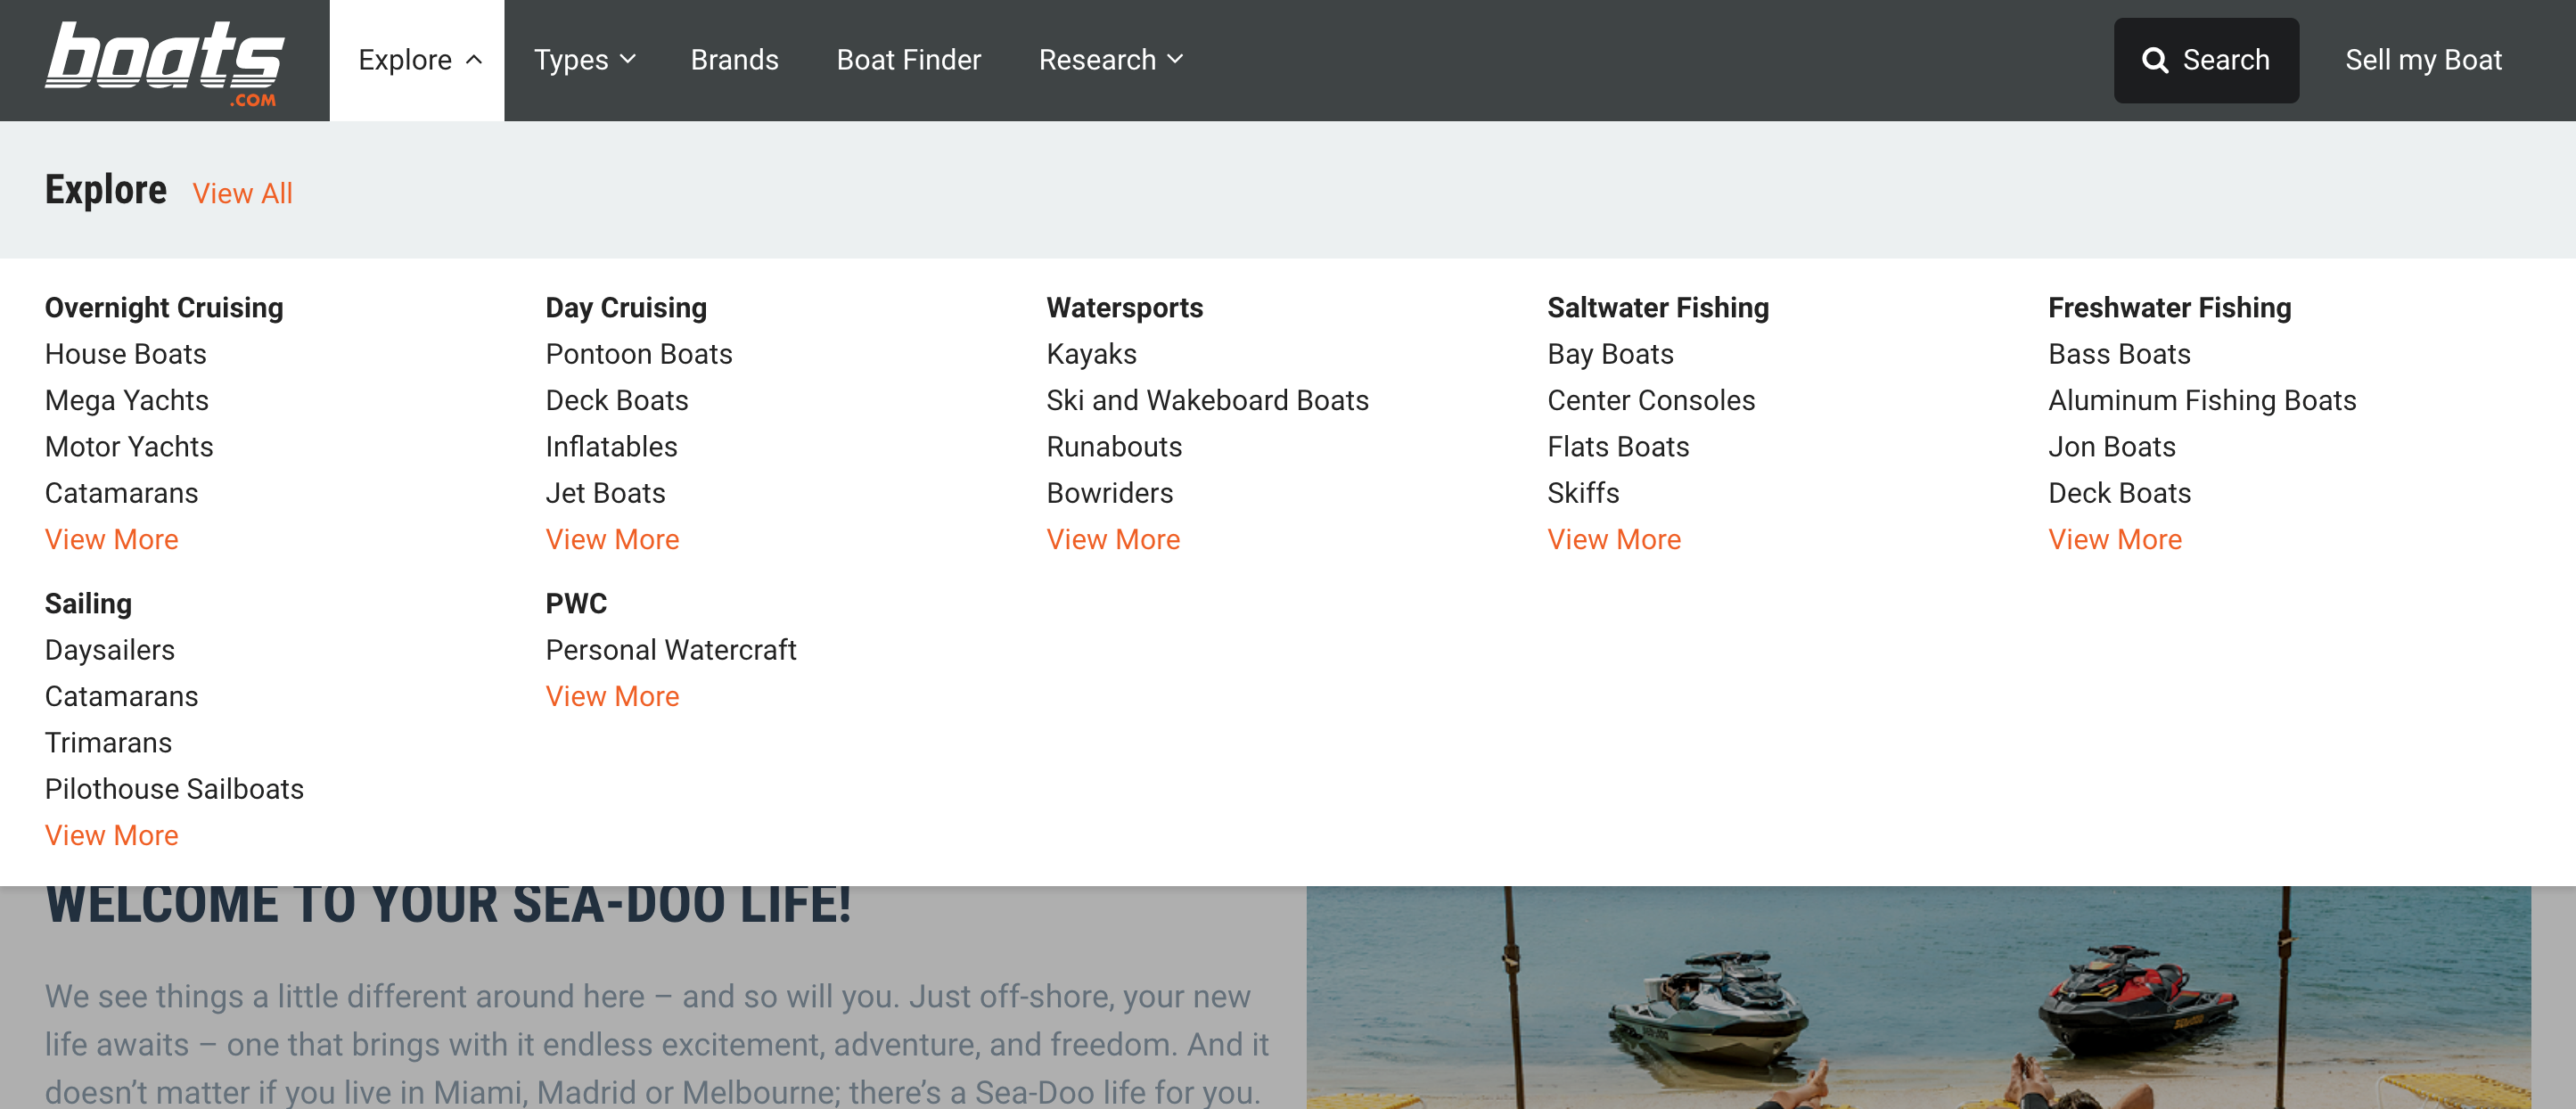 boats
.COM
Explore
Types
Brands
Boat Finder
Research
Search
Sell my Boat
Explore
View All
Overnight Cruising
House Boats
Mega Yachts
Motor Yachts
Catamarans
View More
Day Cruising
Pontoon Boats
Deck Boats
Inflatables
Jet Boats
View More
Watersports
Kayaks
Ski and Wakeboard Boats
Runabouts
Bowriders
View More
Saltwater Fishing
Bay Boats
Center Consoles
Flats Boats
Skiffs
View More
Freshwater Fishing
Bass Boats
Aluminum Fishing Boats
Jon Boats
Deck Boats
View More
Sailing
Daysailers
Catamarans
Trimarans
Pilothouse Sailboats
View More
PWC
Personal Watercraft
View More
WELCOME TO YOUR SEA-DOO LIFE!
We see things a little different around here – and so will you. Just off-shore, your new
life awaits – one that brings with it endless excitement, adventure, and freedom. And it
doesn’t matter if you live in Miami, Madrid or Melbourne; there’s a Sea-Doo life for you.